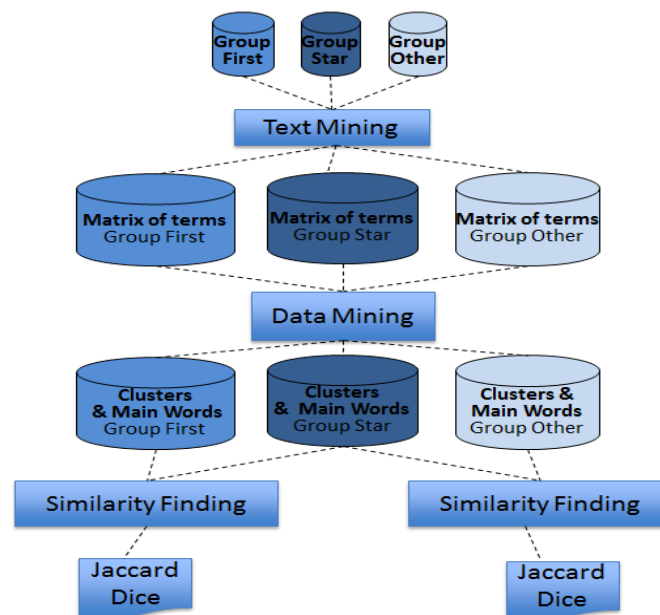 Group
First
Group
Star
Group
Other
Text Mining
Matrix of terms
Group First
Matrix of terms
Group Star
Matrix of terms
Group Other
Data Mining
Clusters
& Main Words
Group First
Clusters
& Main Words
Group Star
Clusters &
Main Words
Group Other
Similarity Finding
Similarity Finding
Jaccard
Dice
Jaccard
Dice